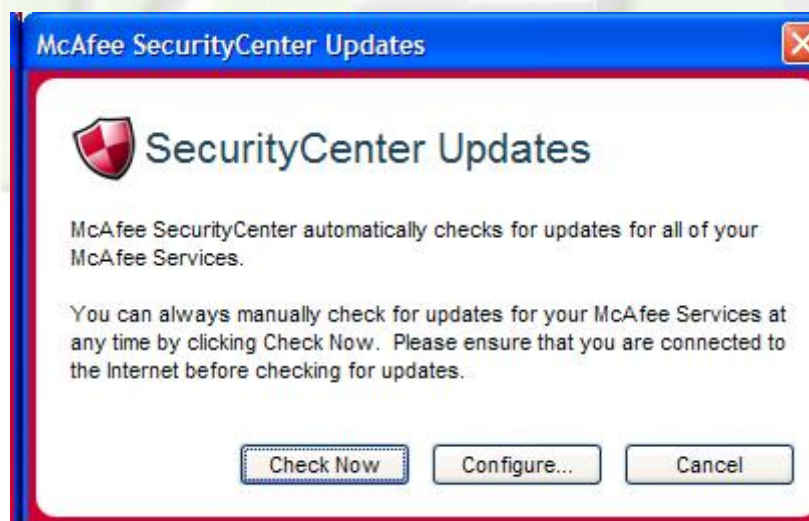 McAfee SecurityCenter Updates
SecurityCenter Updates
McAfee SecurityCenter automatically checks for updates for all of your
McAfee Services.
You can always manually check for updates for your McAfee Services at
any time by clicking Check Now.  Please ensure that you are connected to
the Internet before checking for updates.
Check Now
Configure...
Cancel